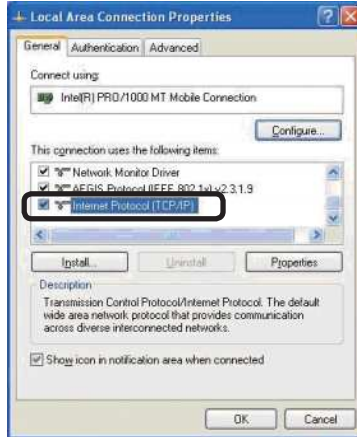 Local Area Connection Properties
General Authentication Advanced
Connect using:
Intel(R) PRO/1000 MT Mobile Connection
Configure...
This connection uses the following items:
Network Monitor Driver
AEGIS Protocol (IEEE 802.1x) v2.3.1.9
Internet Protocol (TCP/IP)
Install... Uninstall Properties
Description
Transmission Control Protocol/Internet Protocol. The default
wide area network protocol that provides communication
across diverse interconnected networks.
Show icon in notification area when connected
OK Cancel